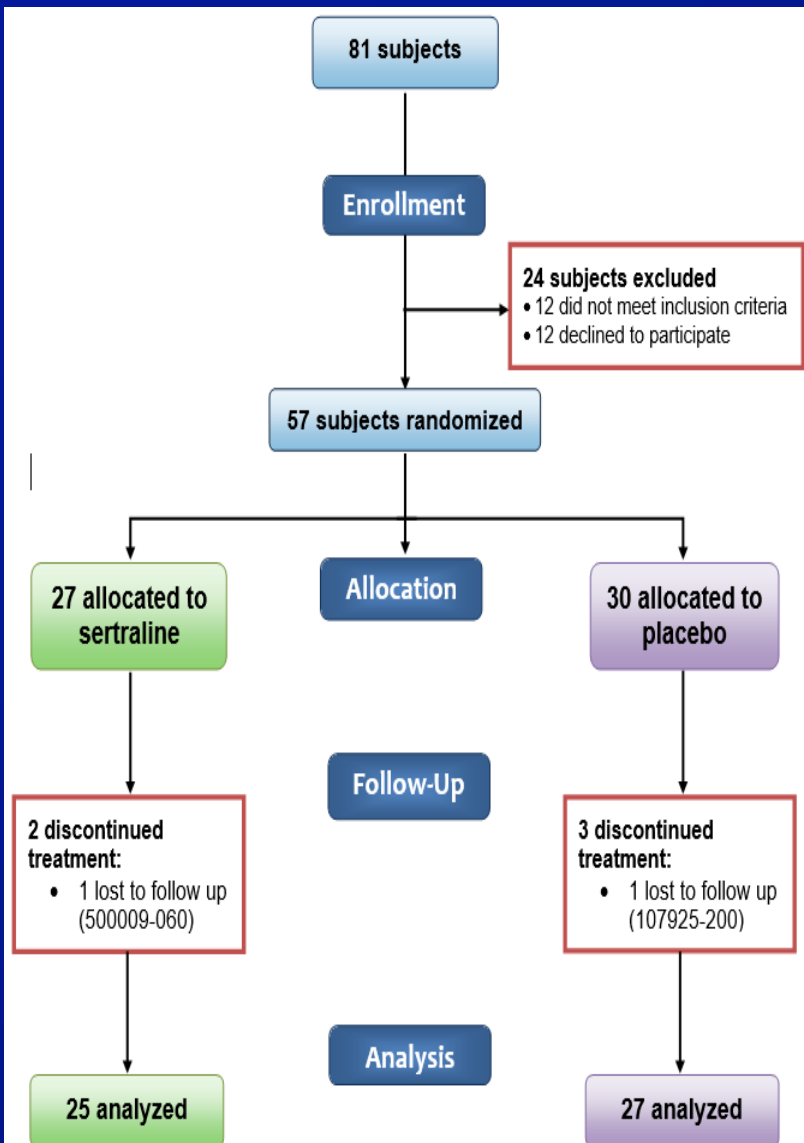 81 subjects
Enrollment
24 subjects excluded
• 12 did not meet inclusion criteria
• 12 declined to participate
57 subjects randomized
27 allocated to
sertraline
Allocation
30 allocated to
placebo
Follow-Up
2 discontinued
treatment:
• 1 lost to follow up
(500009-060)
3 discontinued
treatment:
• 1 lost to follow up
(107925-200)
Analysis
25 analyzed
27 analyzed